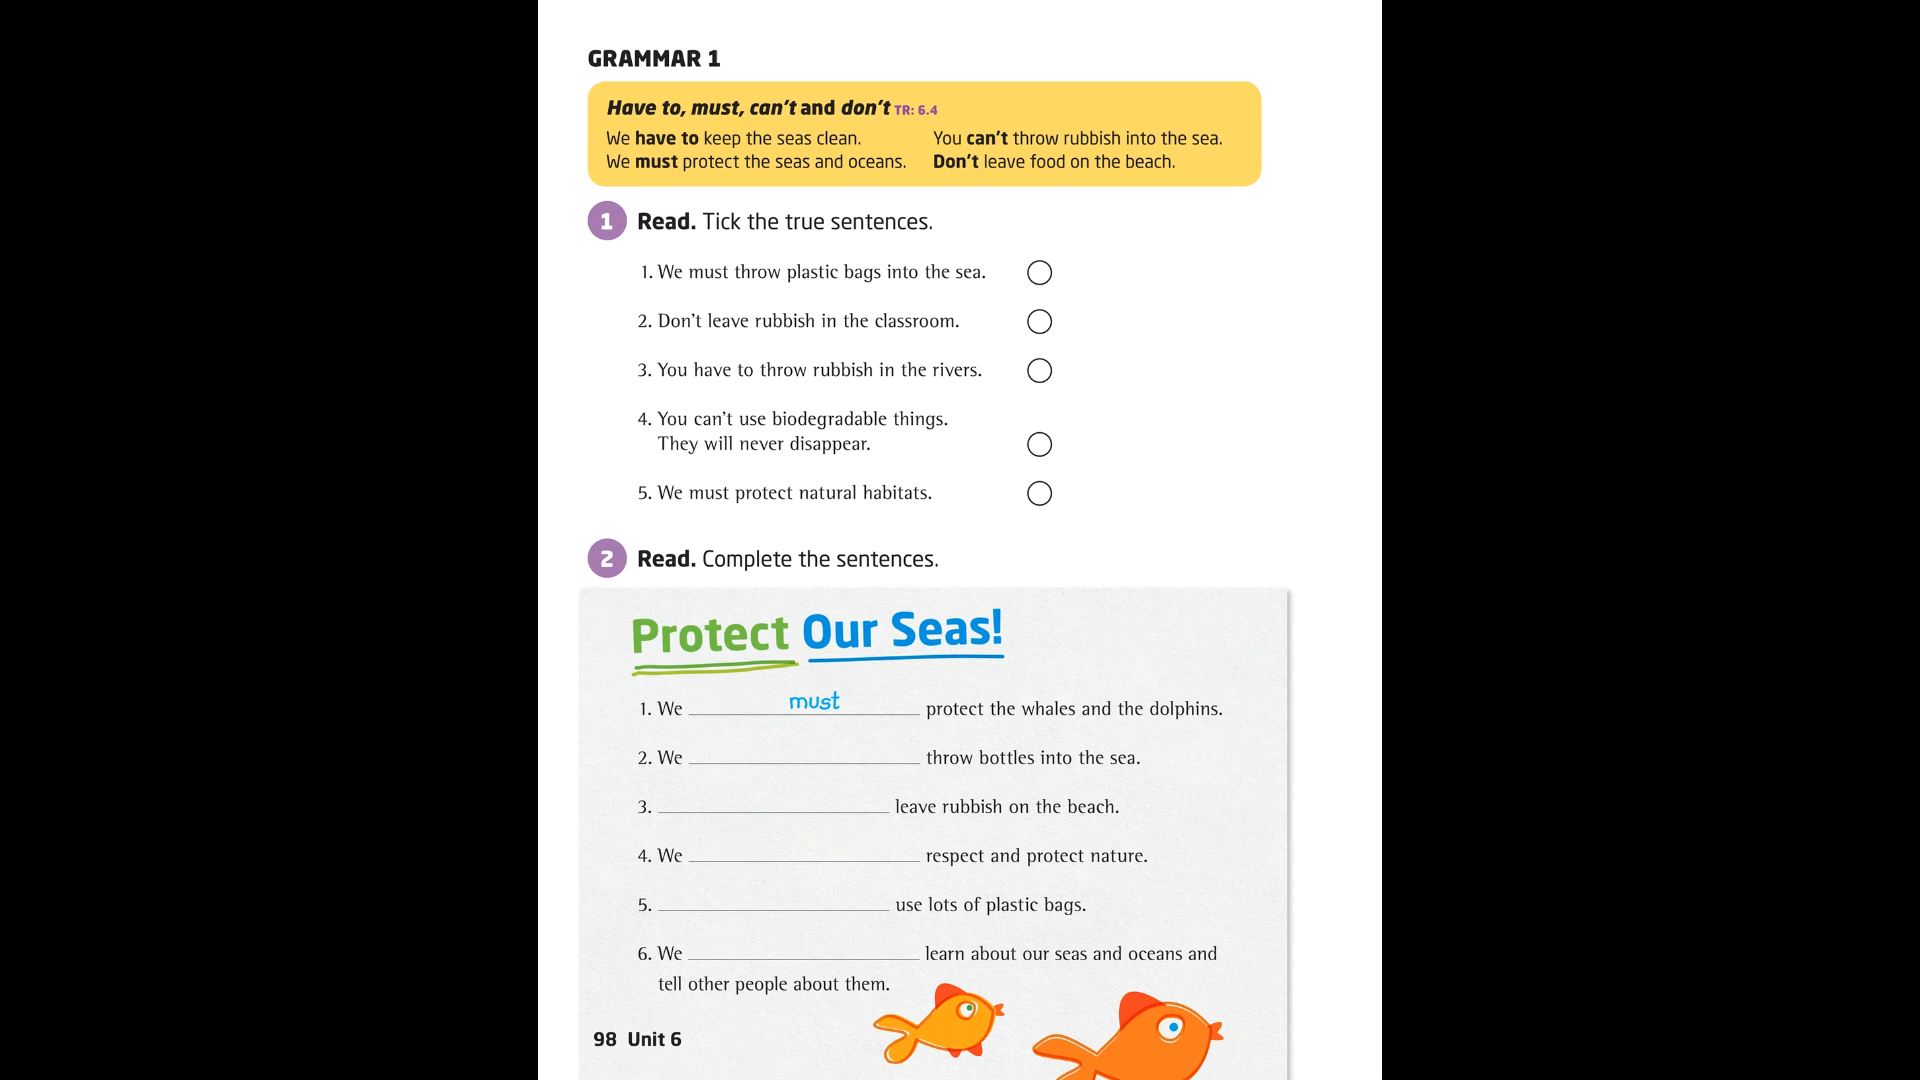 GRAMMAR 1
Have to, must, can't and don't TR: 6.4
We have to keep the seas clean.
We must protect the seas and oceans.
You can't throw rubbish into the sea.
Don't leave food on the beach.
1 Read. Tick the true sentences.
1. We must throw plastic bags into the sea.
2. Don't leave rubbish in the classroom.
3. You have to throw rubbish in the rivers.
4. You can't use biodegradable things.
They will never disappear.
5. We must protect natural habitats.
2 Read. Complete the sentences.
Protect Our Seas!
1. We must protect the whales and the dolphins.
2. We ____ throw bottles into the sea.
3. ____ leave rubbish on the beach.
4. We ____ respect and protect nature.
5. ____ use lots of plastic bags.
6. We ____ learn about our seas and oceans and
tell other people about them.
98 Unit 6